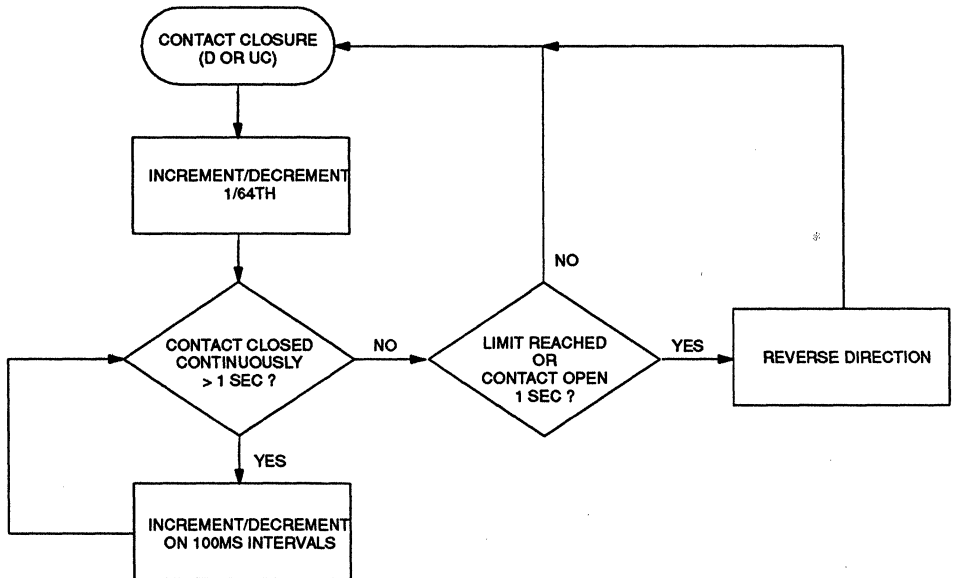 CONTACT CLOSURE
(D OR UC)
INCREMENT/DECREMENT
1/64TH
CONTACT CLOSED
CONTINUOUSLY
> 1 SEC ?
NO
LIMIT REACHED
OR
CONTACT OPEN
1 SEC ?
NO
YES
REVERSE DIRECTION
YES
INCREMENT/DECREMENT
ON 100MS INTERVALS